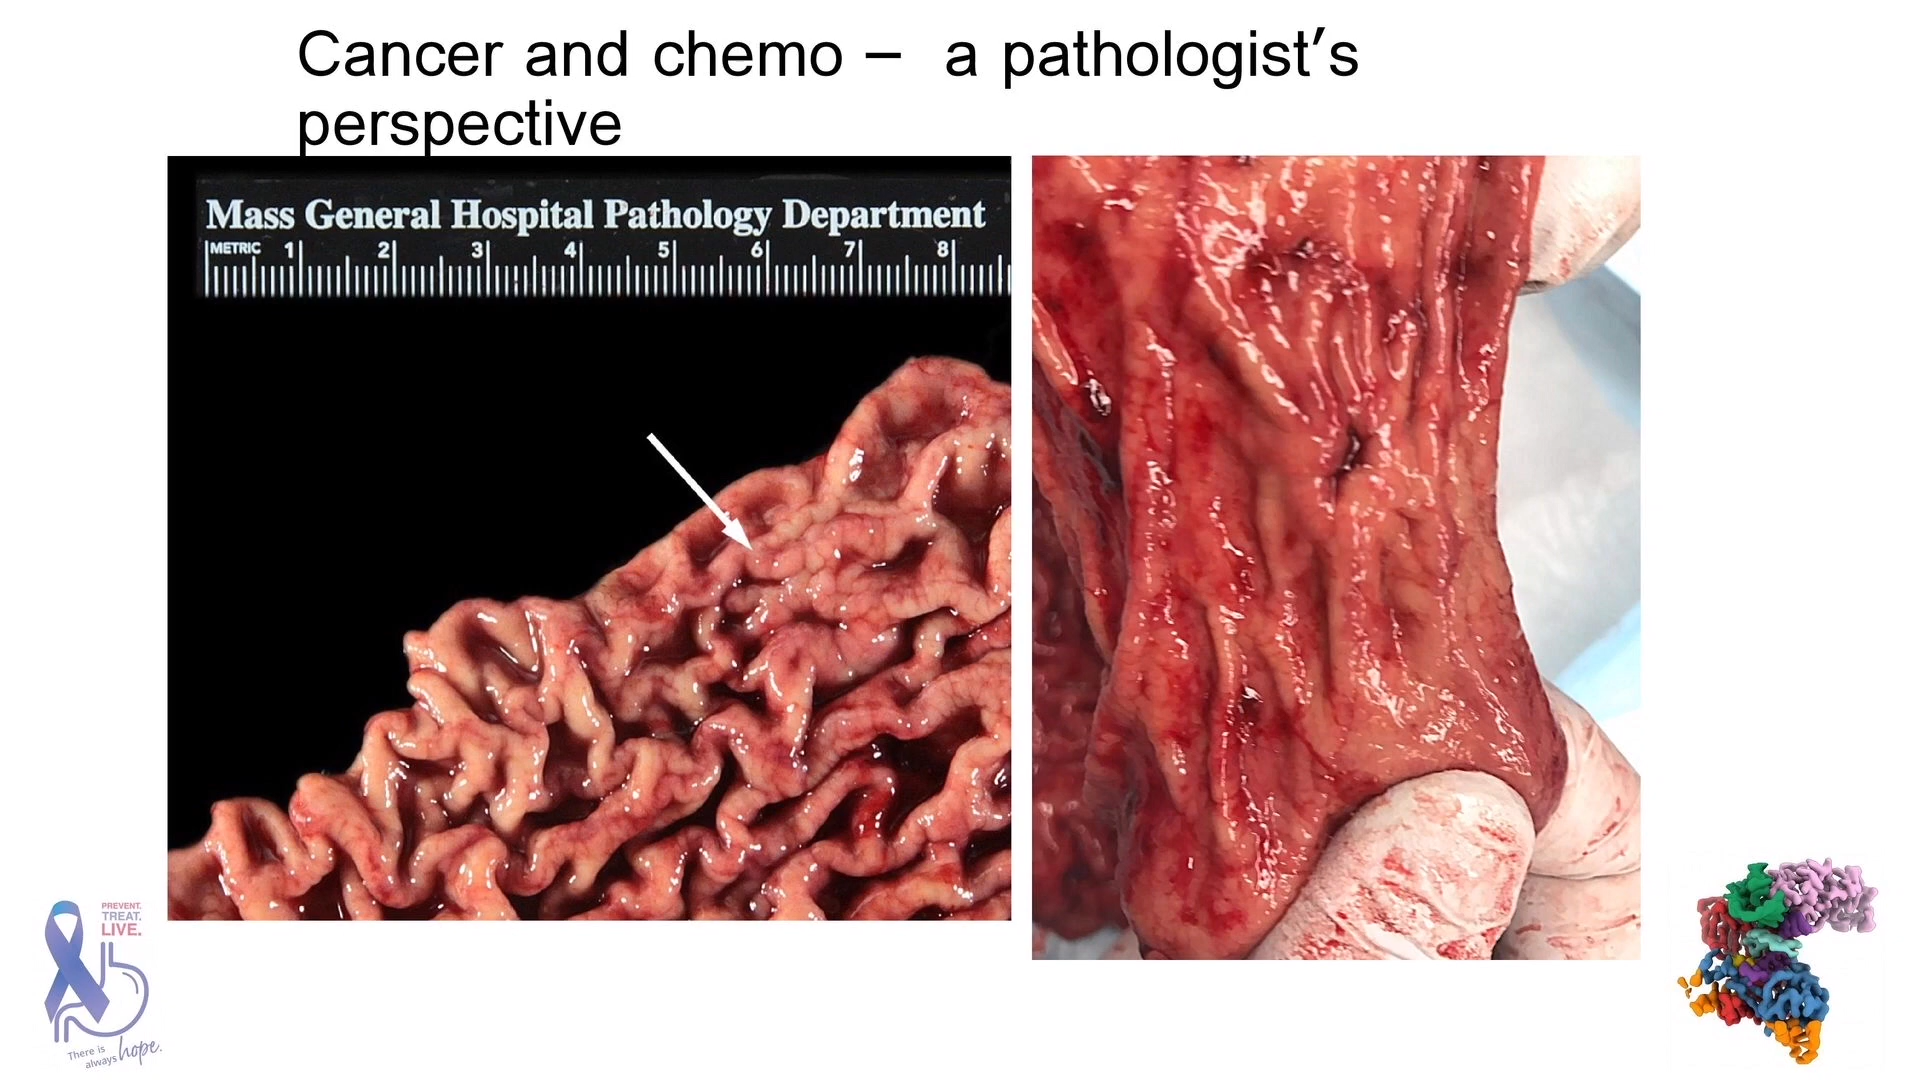 Cancer and chemo – a pathologist’s
perspective
Mass General Hospital Pathology Department
METRIC 1 2 3 4 5 6 7 8
PREVENT.
TREAT.
LIVE.
There is
always hope.